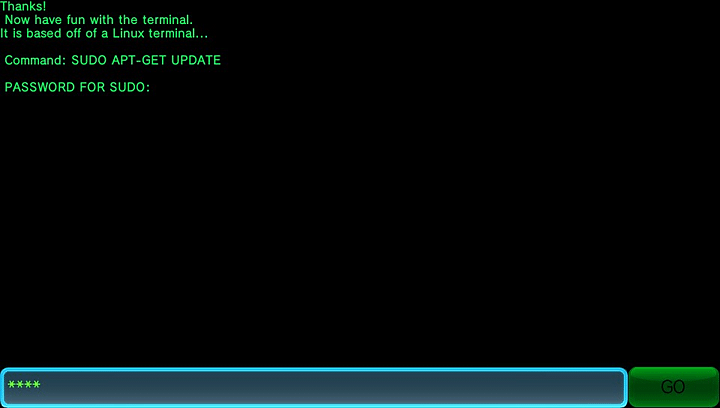 Thanks!
Now have fun with the terminal.
It is based off of a Linux terminal...
Command: SUDO APT-GET UPDATE
PASSWORD FOR SUDO:
****
GO